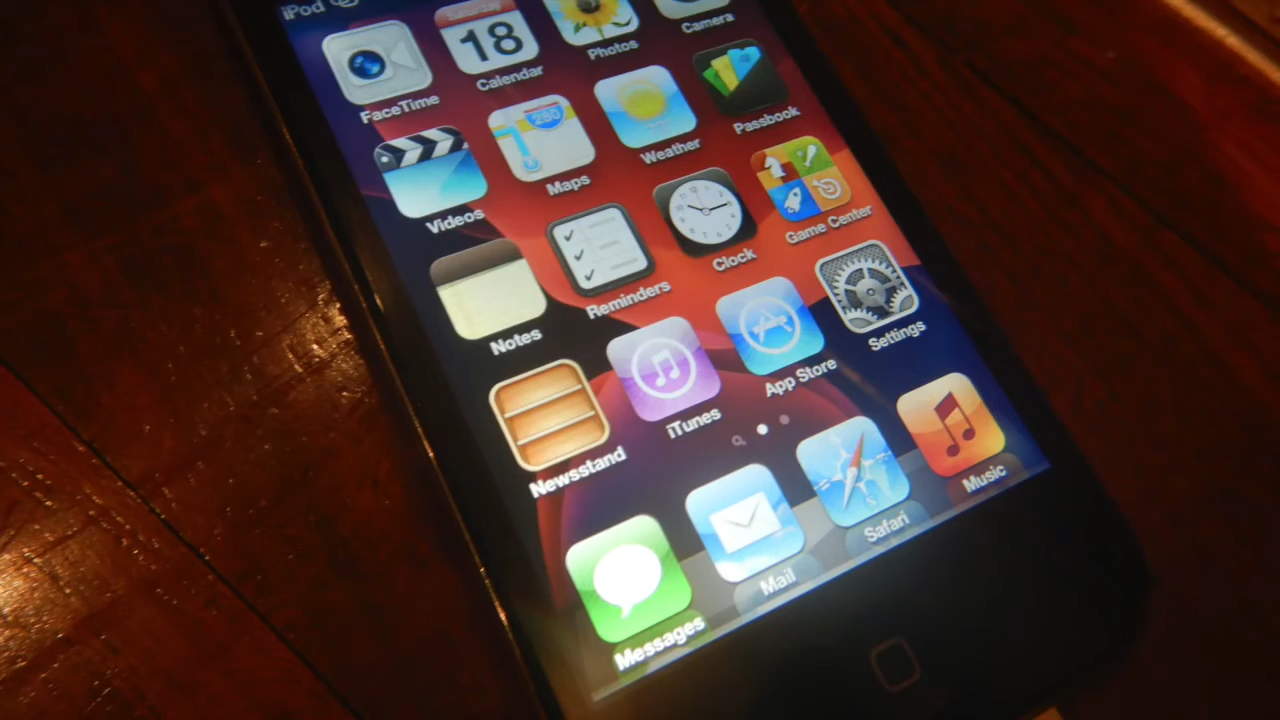 iPod
Saturday
18
FaceTime
Calendar
Photos
Camera
280
Videos
Maps
Weather
Passbook
Notes
Reminders
Clock
Game Center
Newsstand
iTunes
App Store
Settings
Messages
Mail
Safari
Music